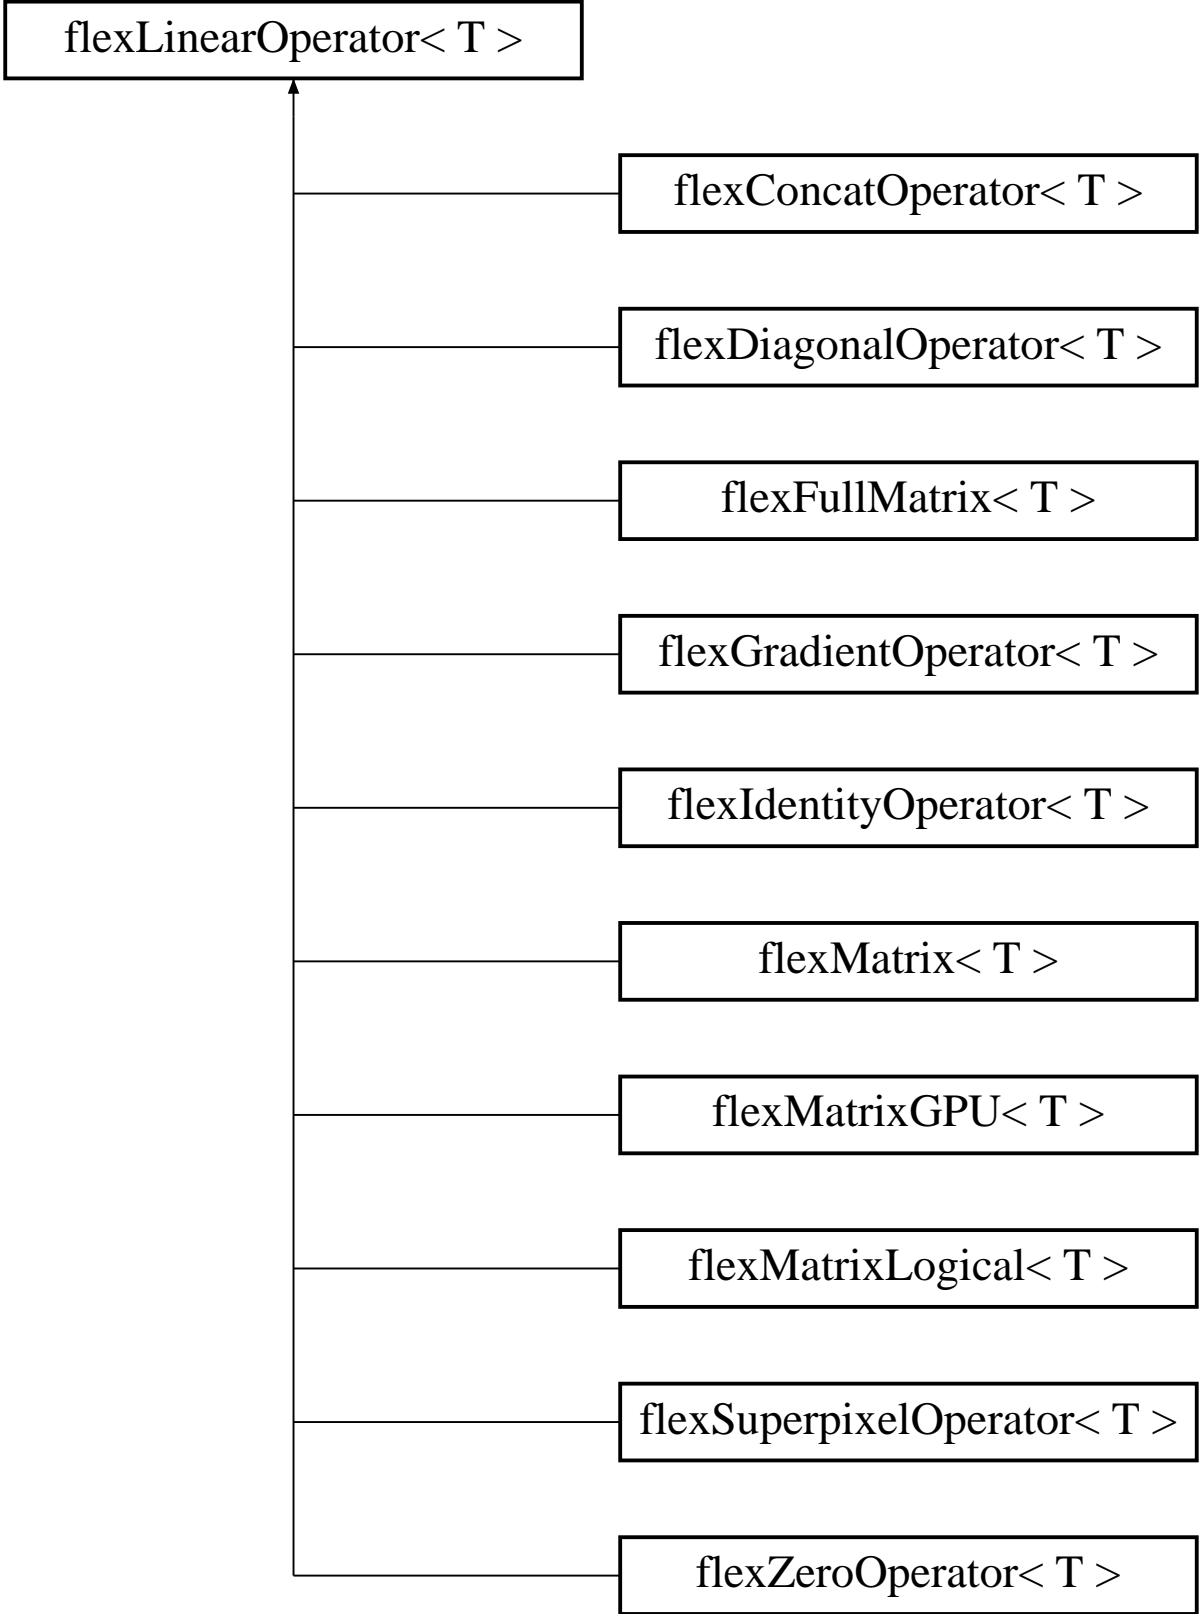 flexLinearOperator< T >
flexConcatOperator< T >
flexDiagonalOperator< T >
flexFullMatrix< T >
flexGradientOperator< T >
flexIdentityOperator< T >
flexMatrix< T >
flexMatrixGPU< T >
flexMatrixLogical< T >
flexSuperpixelOperator< T >
flexZeroOperator< T >